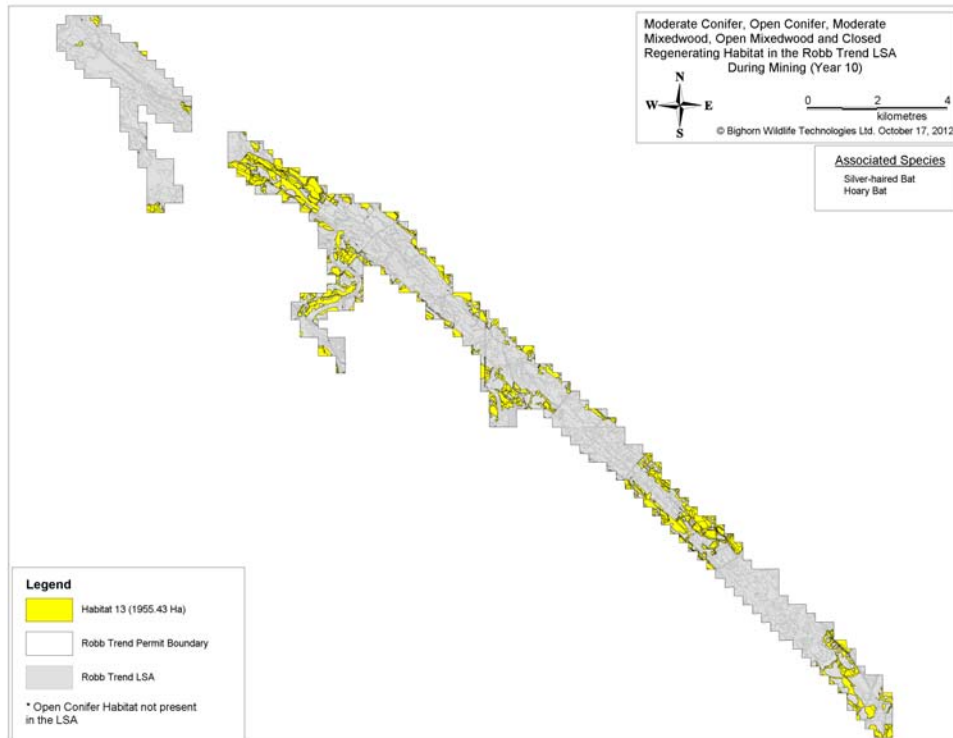 Moderate Conifer, Open Conifer, Moderate
Mixedwood, Open Mixedwood and Closed
Regenerating Habitat in the Robb Trend LSA
During Mining (Year 10)
N
W E
S
0 2 4
kilometres
© Bighorn Wildlife Technologies Ltd. October 17, 2012
Associated Species
Silver-haired Bat
Hoary Bat
Legend
Habitat 13 (1955.43 Ha)
Robb Trend Permit Boundary
Robb Trend LSA
* Open Conifer Habitat not present
in the LSA